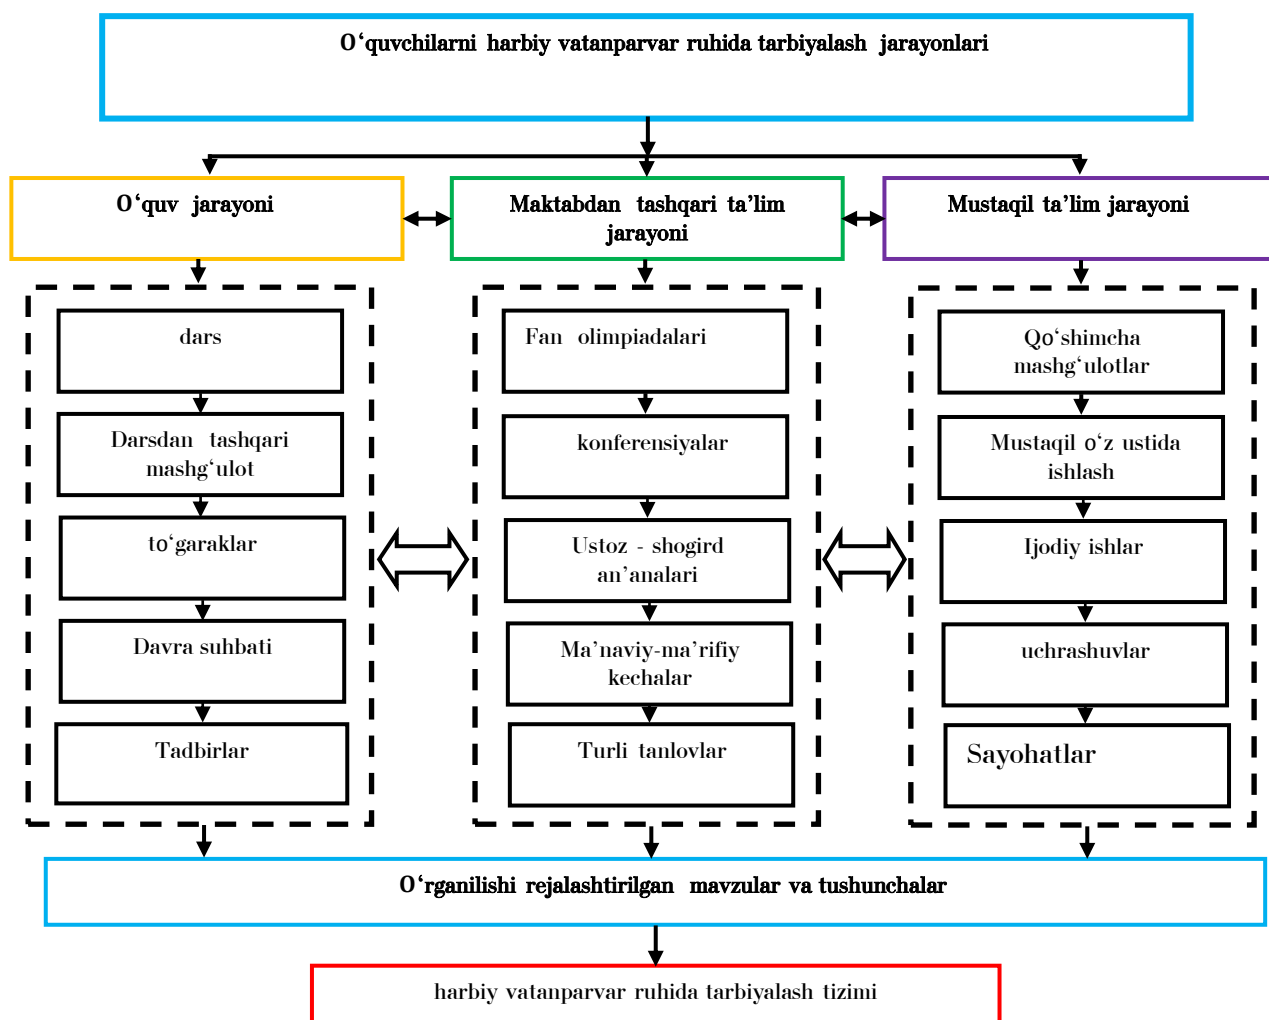 O‘quvchilarni harbiy vatanparvar ruhida tarbiyalash jarayonlari
O‘quv jarayoni
Maktabdan tashqari ta’lim
jarayoni
Mustaqil ta’lim jarayoni
dars
Darsdan tashqari
mashg‘ulot
to‘garaklar
Davra suhbati
Tadbirlar
Fan olimpiadalari
konferensiyalar
Ustoz - shogird
an’analari
Ma’naviy-ma’rifiy
kechalar
Turli tanlovlar
Qo‘shimcha
mashg‘ulotlar
Mustaqil o‘z ustida
ishlash
Ijodiy ishlar
uchrashuvlar
Sayohatlar
O‘rganilishi rejalashtirilgan mavzular va tushunchalar
harbiy vatanparvar ruhida tarbiyalash tizimi